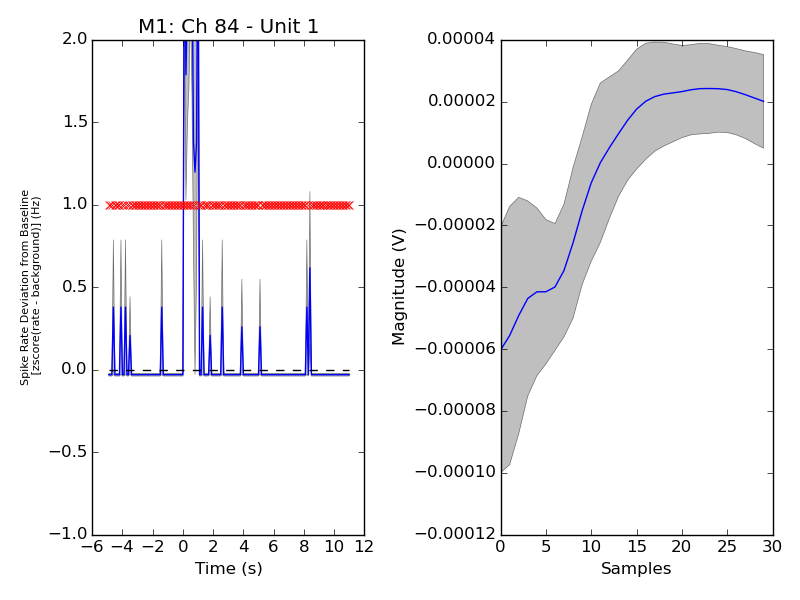 M1: Ch 84 - Unit 1
2.0
1.5
1.0
0.5
0.0
−0.5
−1.0
−6 −4 −2 0 2 4 6 8 10 12
Time (s)
Spike Rate Deviation from Baseline
[zscore(rate - background)] (Hz)
0.00004
0.00002
0.00000
−0.00002
−0.00004
−0.00006
−0.00008
−0.00010
−0.00012
0 5 10 15 20 25 30
Samples
Magnitude (V)